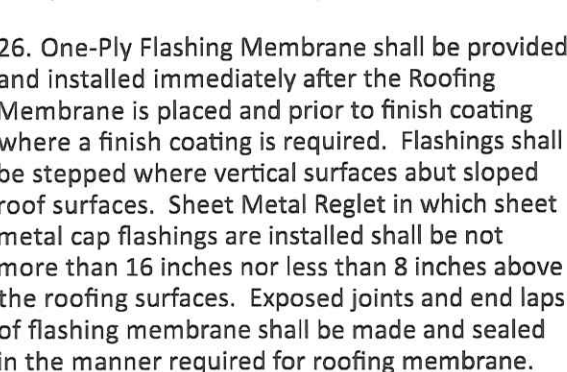 26. One-Ply Flashing Membrane shall be provided
and installed immediately after the Roofing
Membrane is placed and prior to finish coating
where a finish coating is required. Flashings shall
be stepped where vertical surfaces abut sloped
roof surfaces. Sheet Metal Reglet in which sheet
metal cap flashings are installed shall be not
more than 16 inches nor less than 8 inches above
the roofing surfaces. Exposed joints and end laps
of flashing membrane shall be made and sealed
in the manner required for roofing membrane.